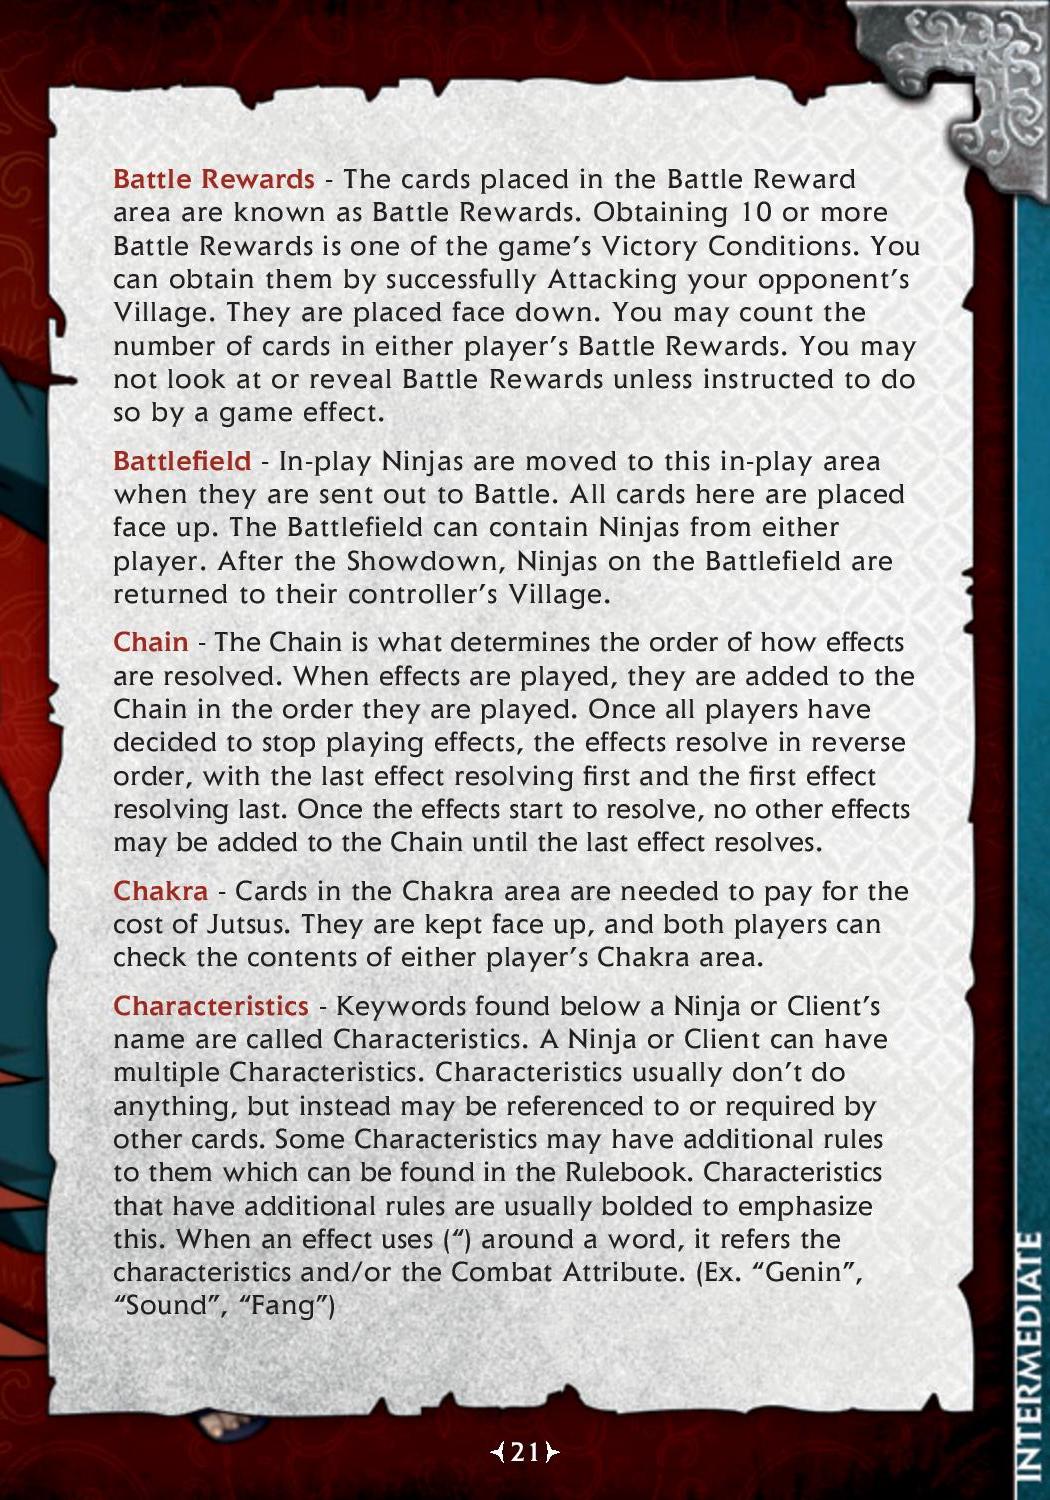 Battle Rewards - The cards placed in the Battle Reward
area are known as Battle Rewards. Obtaining 10 or more
Battle Rewards is one of the game’s Victory Conditions. You
can obtain them by successfully Attacking your opponent’s
Village. They are placed face down. You may count the
number of cards in either player’s Battle Rewards. You may
not look at or reveal Battle Rewards unless instructed to do
so by a game effect.
Battlefield - In-play Ninjas are moved to this in-play area
when they are sent out to Battle. All cards here are placed
face up. The Battlefield can contain Ninjas from either
player. After the Showdown, Ninjas on the Battlefield are
returned to their controller’s Village.
Chain - The Chain is what determines the order of how effects
are resolved. When effects are played, they are added to the
Chain in the order they are played. Once all players have
decided to stop playing effects, the effects resolve in reverse
order, with the last effect resolving first and the first effect
resolving last. Once the effects start to resolve, no other effects
may be added to the Chain until the last effect resolves.
Chakra - Cards in the Chakra area are needed to pay for the
cost of Jutsus. They are kept face up, and both players can
check the contents of either player’s Chakra area.
Characteristics - Keywords found below a Ninja or Client’s
name are called Characteristics. A Ninja or Client can have
multiple Characteristics. Characteristics usually don’t do
anything, but instead may be referenced to or required by
other cards. Some Characteristics may have additional rules
to them which can be found in the Rulebook. Characteristics
that have additional rules are usually bolded to emphasize
this. When an effect uses (“) around a word, it refers the
characteristics and/or the Combat Attribute. (Ex. “Genin”,
“Sound”, “Fang”)
INTERMEDIATE
21